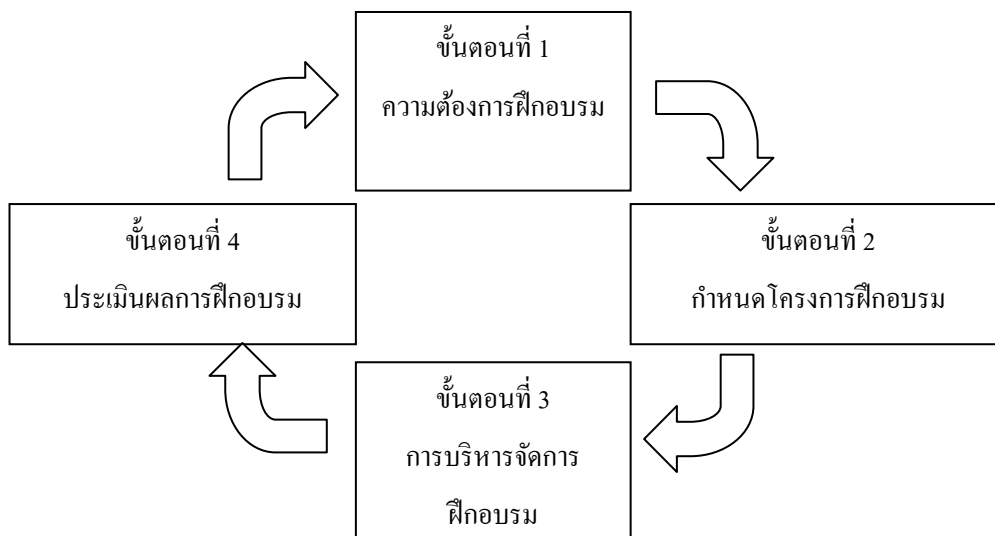 ขั้นตอนที่ 1
ความต้องการฝึกอบรม
ขั้นตอนที่ 2
กำหนดโครงการฝึกอบรม
ขั้นตอนที่ 3
การบริหารจัดการ
ฝึกอบรม
ขั้นตอนที่ 4
ประเมินผลการฝึกอบรม